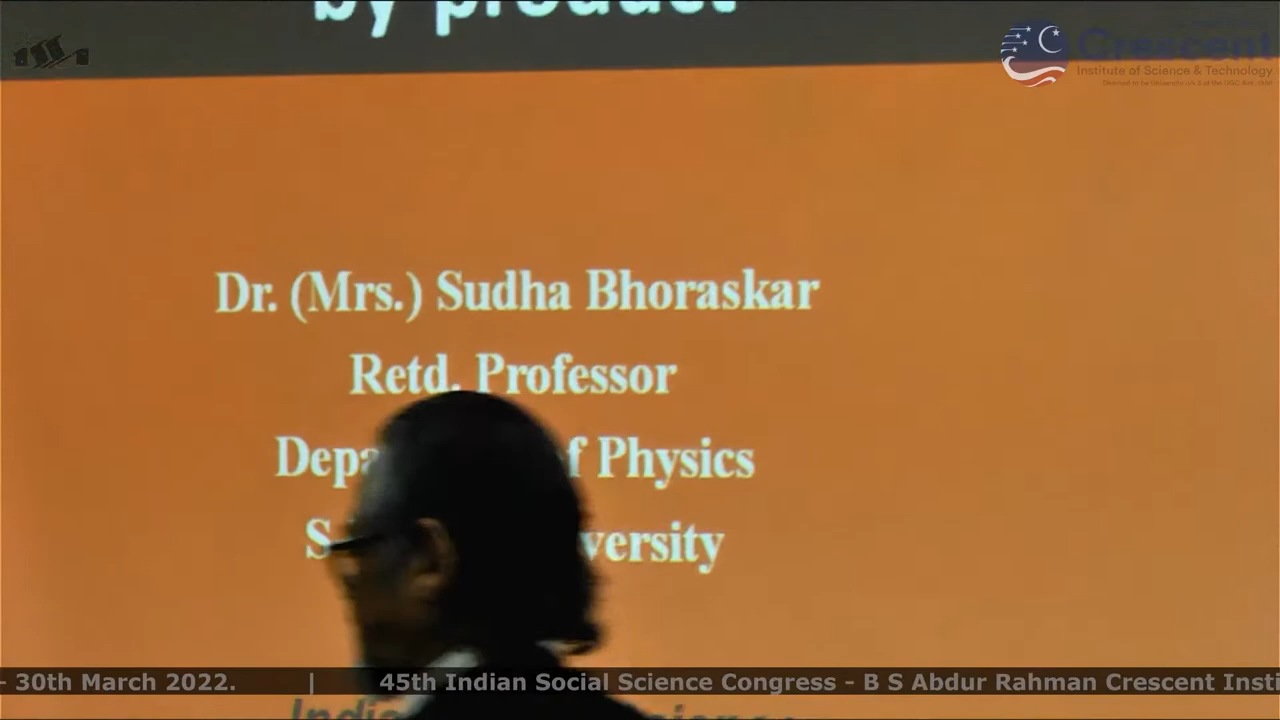 by product
Crescent
Institute of Science & Technology
Dr. (Mrs.) Sudha Bhoraskar
Retd. Professor
Depa f Physics
S versity
- 30th March 2022. | 45th Indian Social Science Congress - B S Abdur Rahman Crescent Insti